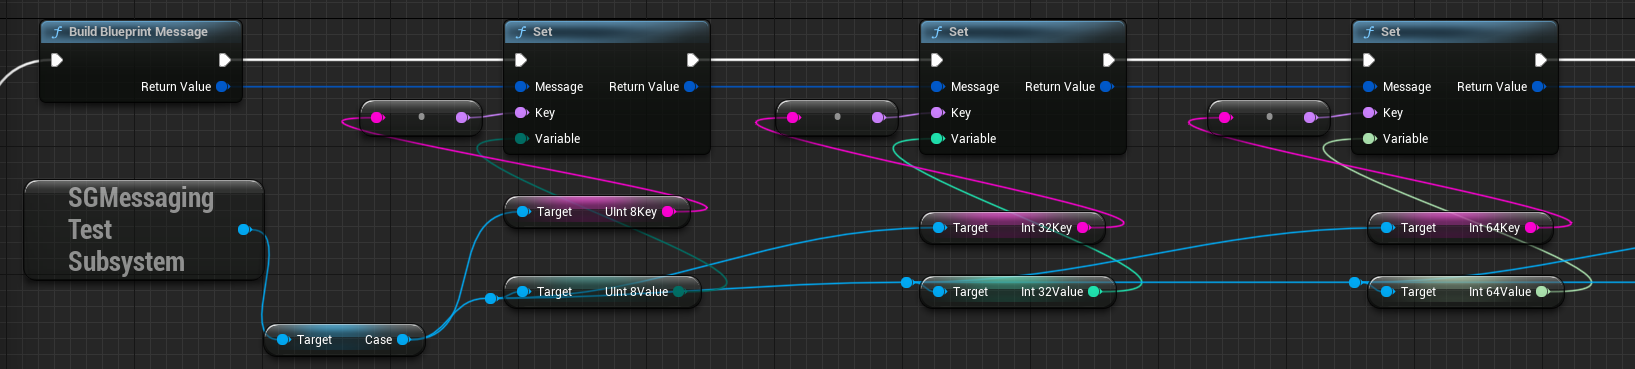 f Build Blueprint Message
Return Value
f Set
Message Return Value
Key
Variable
f Set
Message Return Value
Key
Variable
f Set
Message Return Value
Key
Variable
SGMessaging
Test
Subsystem
Target UInt 8Key
Target Int 32Key
Target Int 64Key
Target UInt 8Value
Target Int 32Value
Target Int 64Value
Target Case